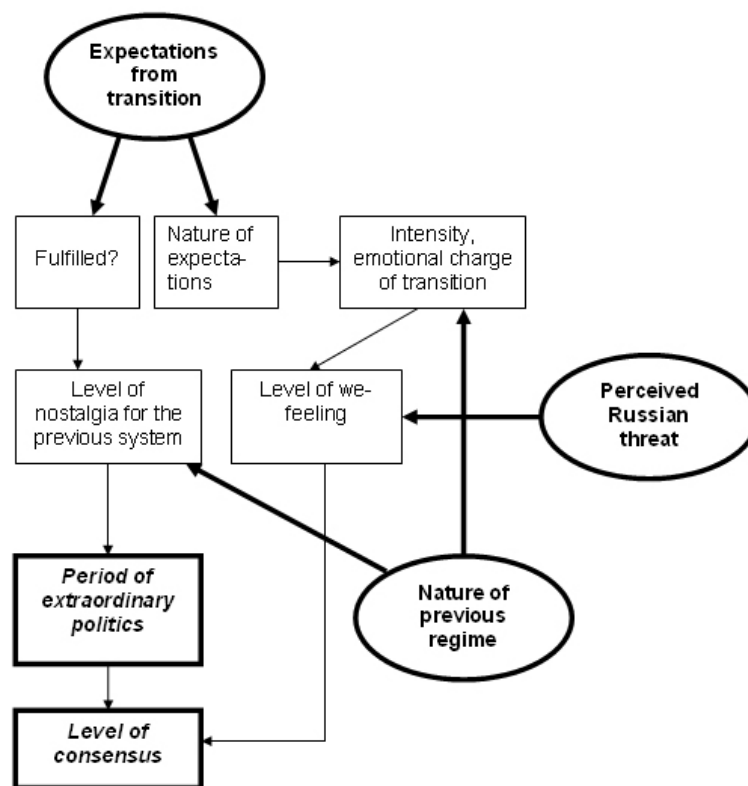 Expectations
from
transition
Fulfilled?
Nature of
expecta-
tions
Intensity,
emotional charge
of transition
Level of
nostalgia for the
previous system
Level of we-
feeling
Perceived
Russian
threat
Period of
extraordinary
politics
Nature of
previous
regime
Level of
consensus